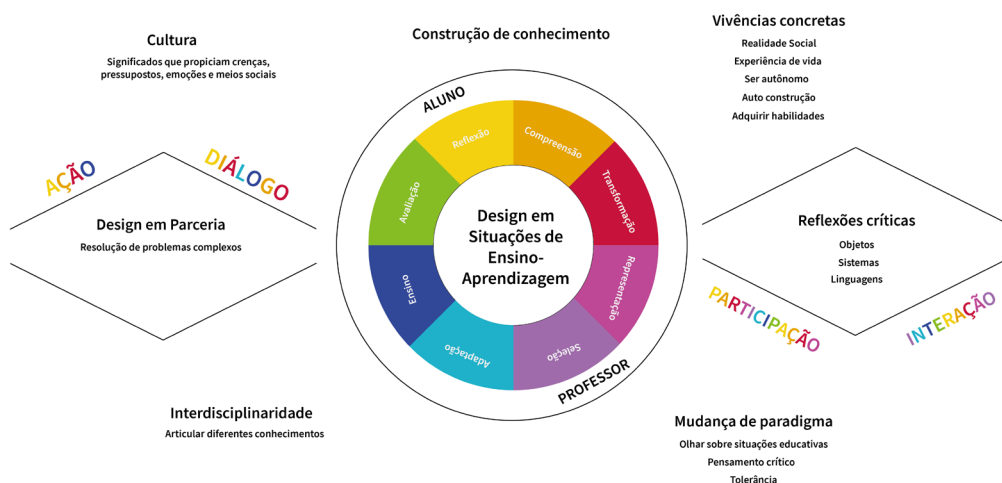 Cultura
Significados que propiciam crenças,
pressupostos, emoções e meios sociais
AÇÃO
DIÁLOGO
Design em Parceria
Resolução de problemas complexos
Interdisciplinaridade
Articular diferentes conhecimentos
Construção de conhecimento
ALUNO
Reflexão
Compreensão
Transformação
Representação
Seleção
Adaptação
Ensino
Avaliação
Design em
Situações de
Ensino-
Aprendizagem
PROFESSOR
Vivências concretas
Realidade Social
Experiência de vida
Ser autônomo
Auto construção
Adquirir habilidades
Reflexões críticas
Objetos
Sistemas
Linguagens
PARTICIPAÇÃO
INTERAÇÃO
Mudança de paradigma
Olhar sobre situações educativas
Pensamento crítico
Tolerância